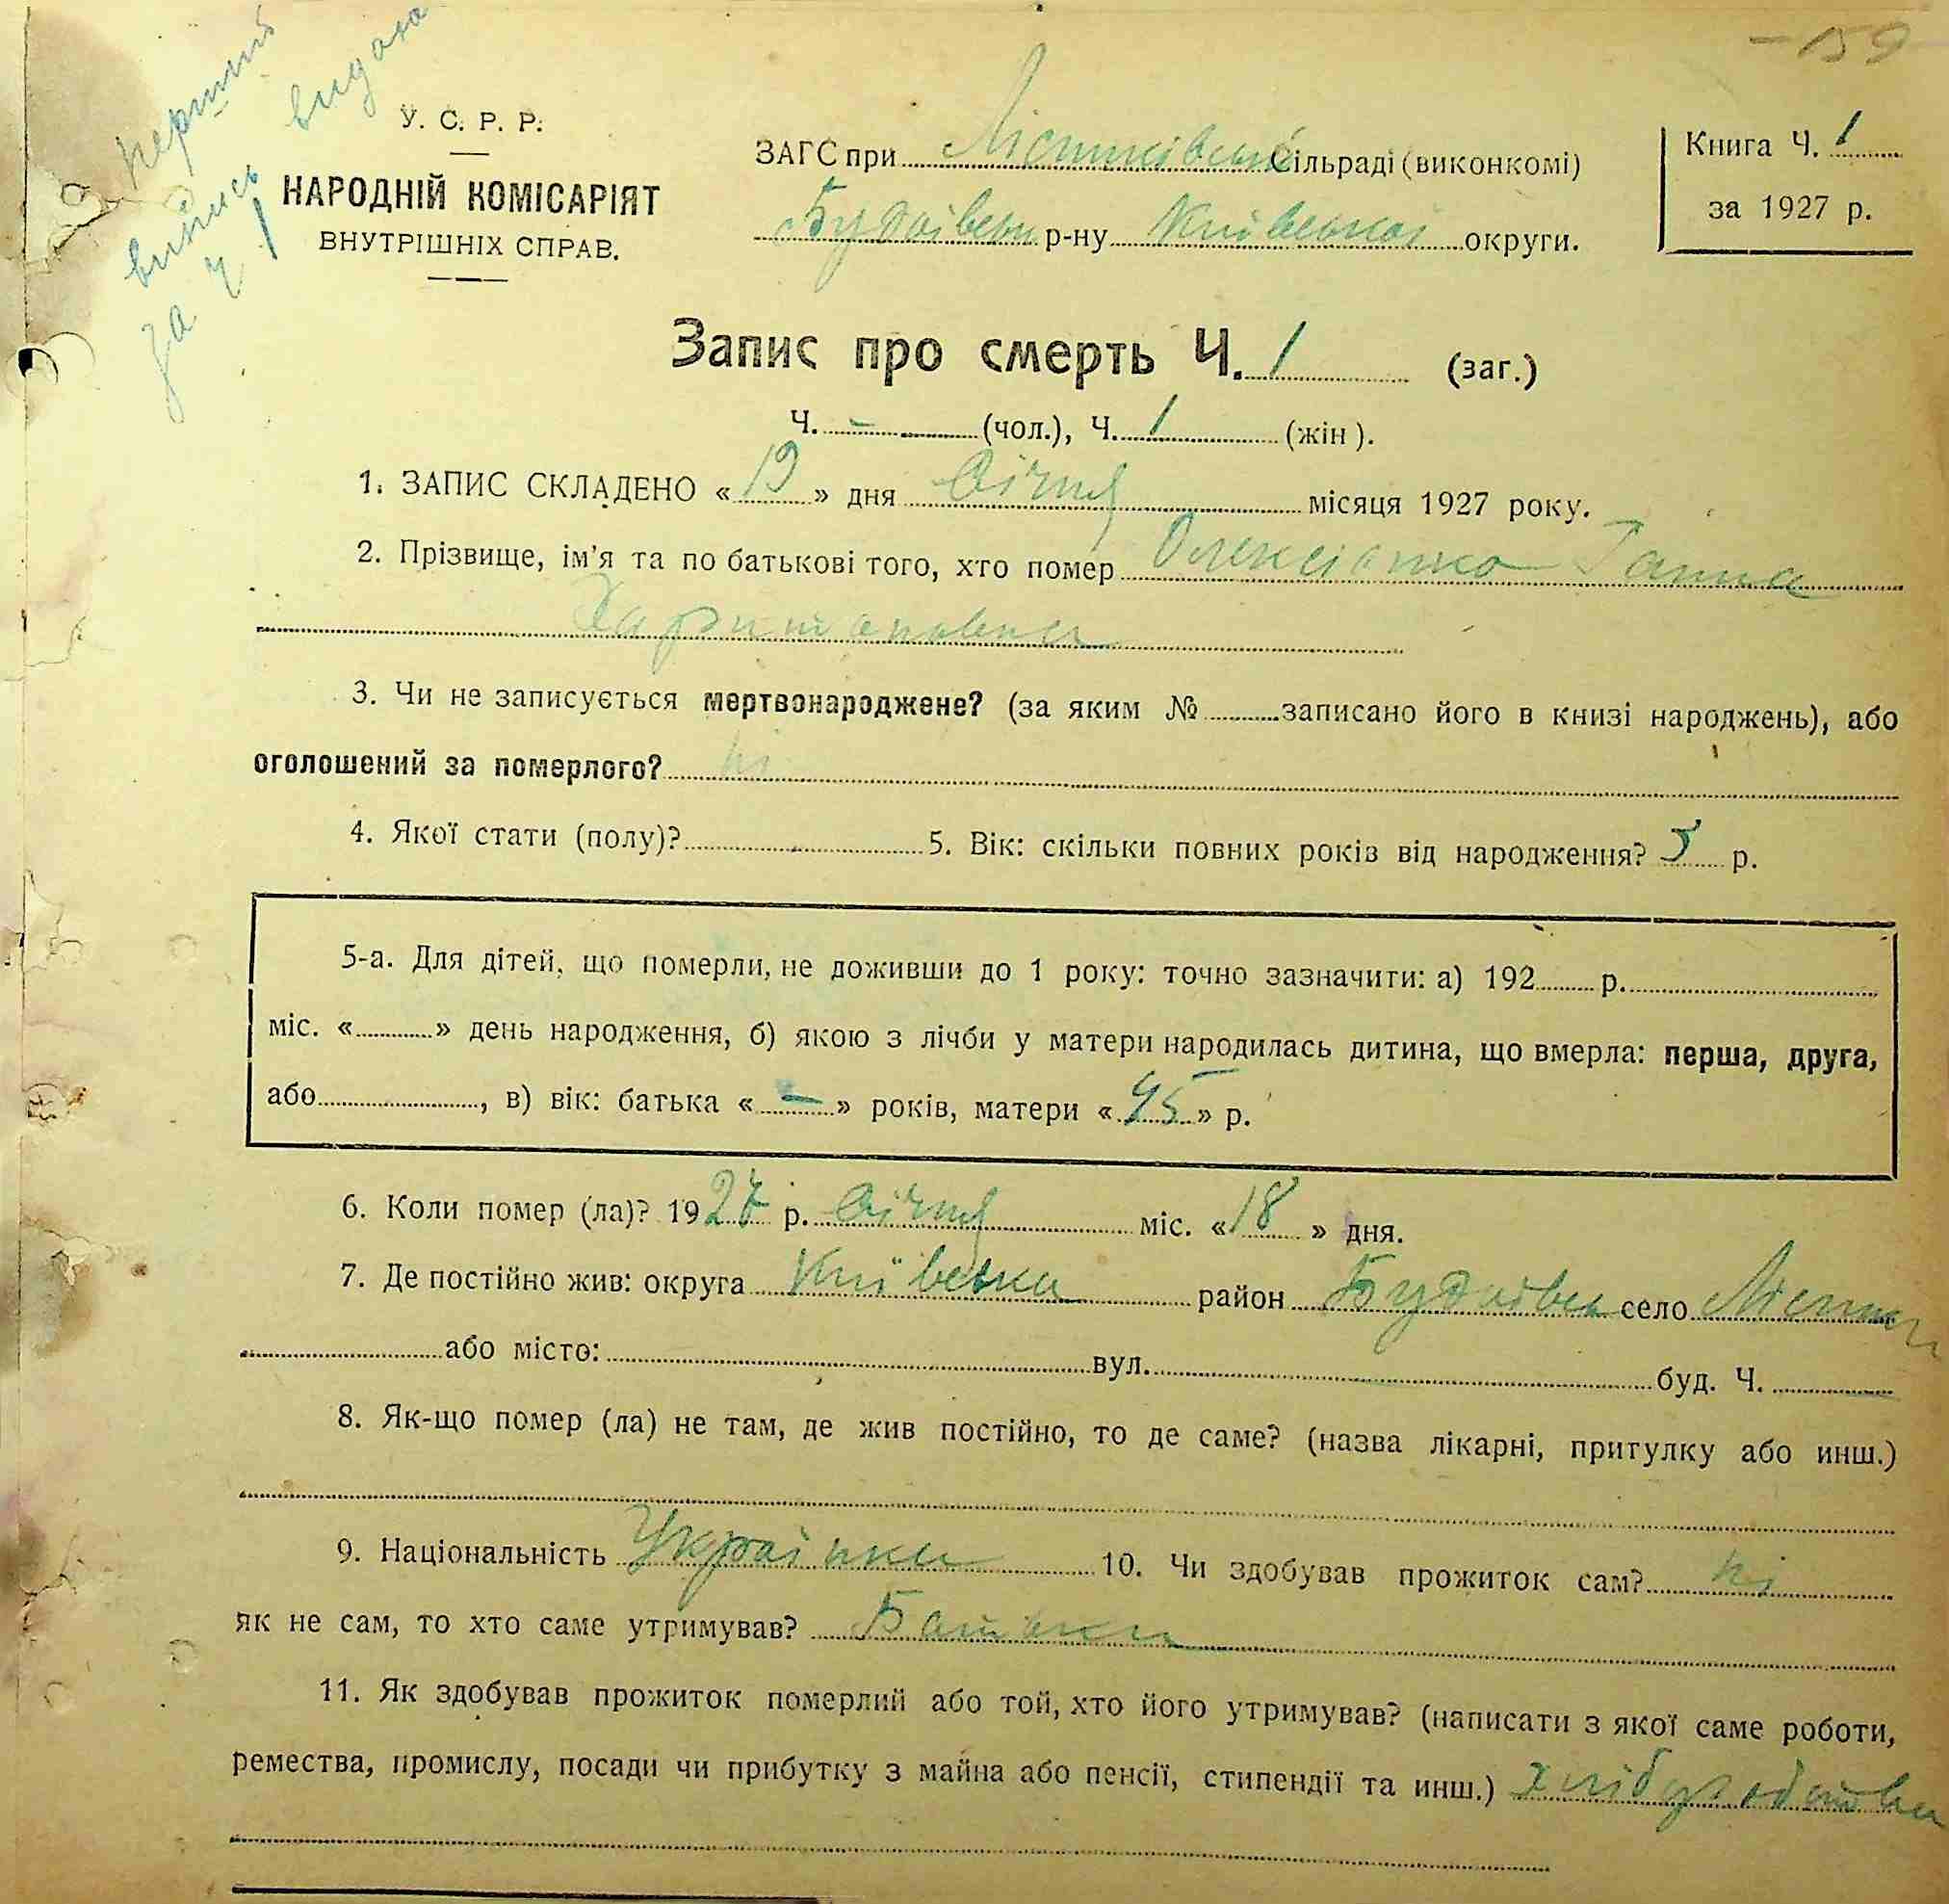 — 159
перший
видано
випись
за ч 1
У. С. Р. Р.
НАРОДНІЙ КОМІСАРІЯТ
ВНУТРІШНІХ СПРАВ.
ЗАГС при Сільраді (виконкомі)
р-ну Київської округи.
Книга Ч. 1
за 1927 р.
Запис про смерть Ч. 1 (заг.)
Ч. – (чол.), Ч. 1 (жін).
1. ЗАПИС СКЛАДЕНО « 19 » дня Січня місяця 1927 року.
2. Прізвище, ім'я та по батькові того, хто помер Олексієнко Ганна
Харитоновна
3. Чи не записується мертвонароджене? (за яким № записано його в книзі народжень), або
оголошений за померлого? ні
4. Якої стати (полу)? 5. Вік: скільки повних років від народження? 5 р.
5-а. Для дітей, що померли, не доживши до 1 року: точно зазначити: а) 192 р.
міс. « » день народження, б) якою з лічби у матери народилась дитина, що вмерла: перша, друга,
або , в) вік: батька « – » років, матери « 45 » р.
6. Коли помер (ла)? 1927 р. Січня міс. « 18 » дня.
7. Де постійно жив: округа Київська район село
або місто: вул. буд. Ч.
8. Як-що помер (ла) не там, де жив постійно, то де саме? (назва лікарні, притулку або инш.)
9. Національність Українка 10. Чи здобував прожиток сам? ні
як не сам, то хто саме утримував? Батьки
11. Як здобував прожиток померлий або той, хто його утримував? (написати з якої саме роботи,
ремества, промислу, посади чи прибутку з майна або пенсії, стипендії та инш.)